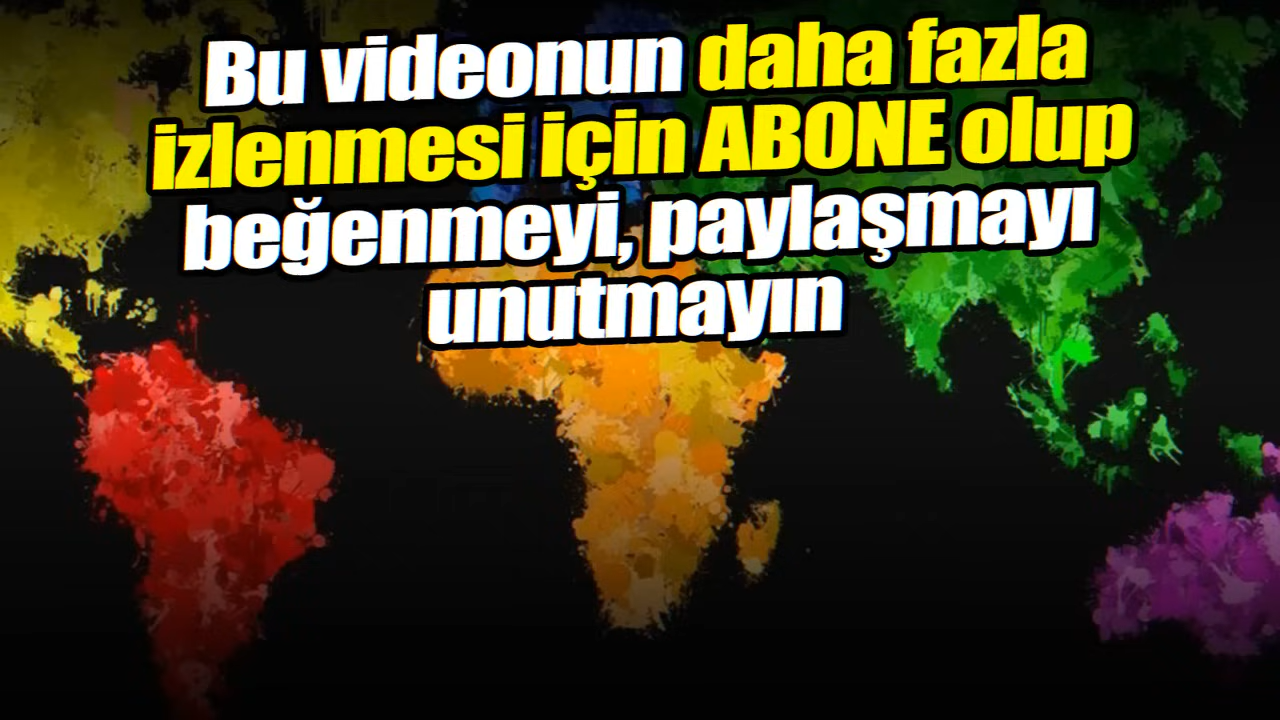 Bu videonun daha fazla
izlenmesi için ABONE olup
beğenmeyi, paylaşmayı
unutmayın